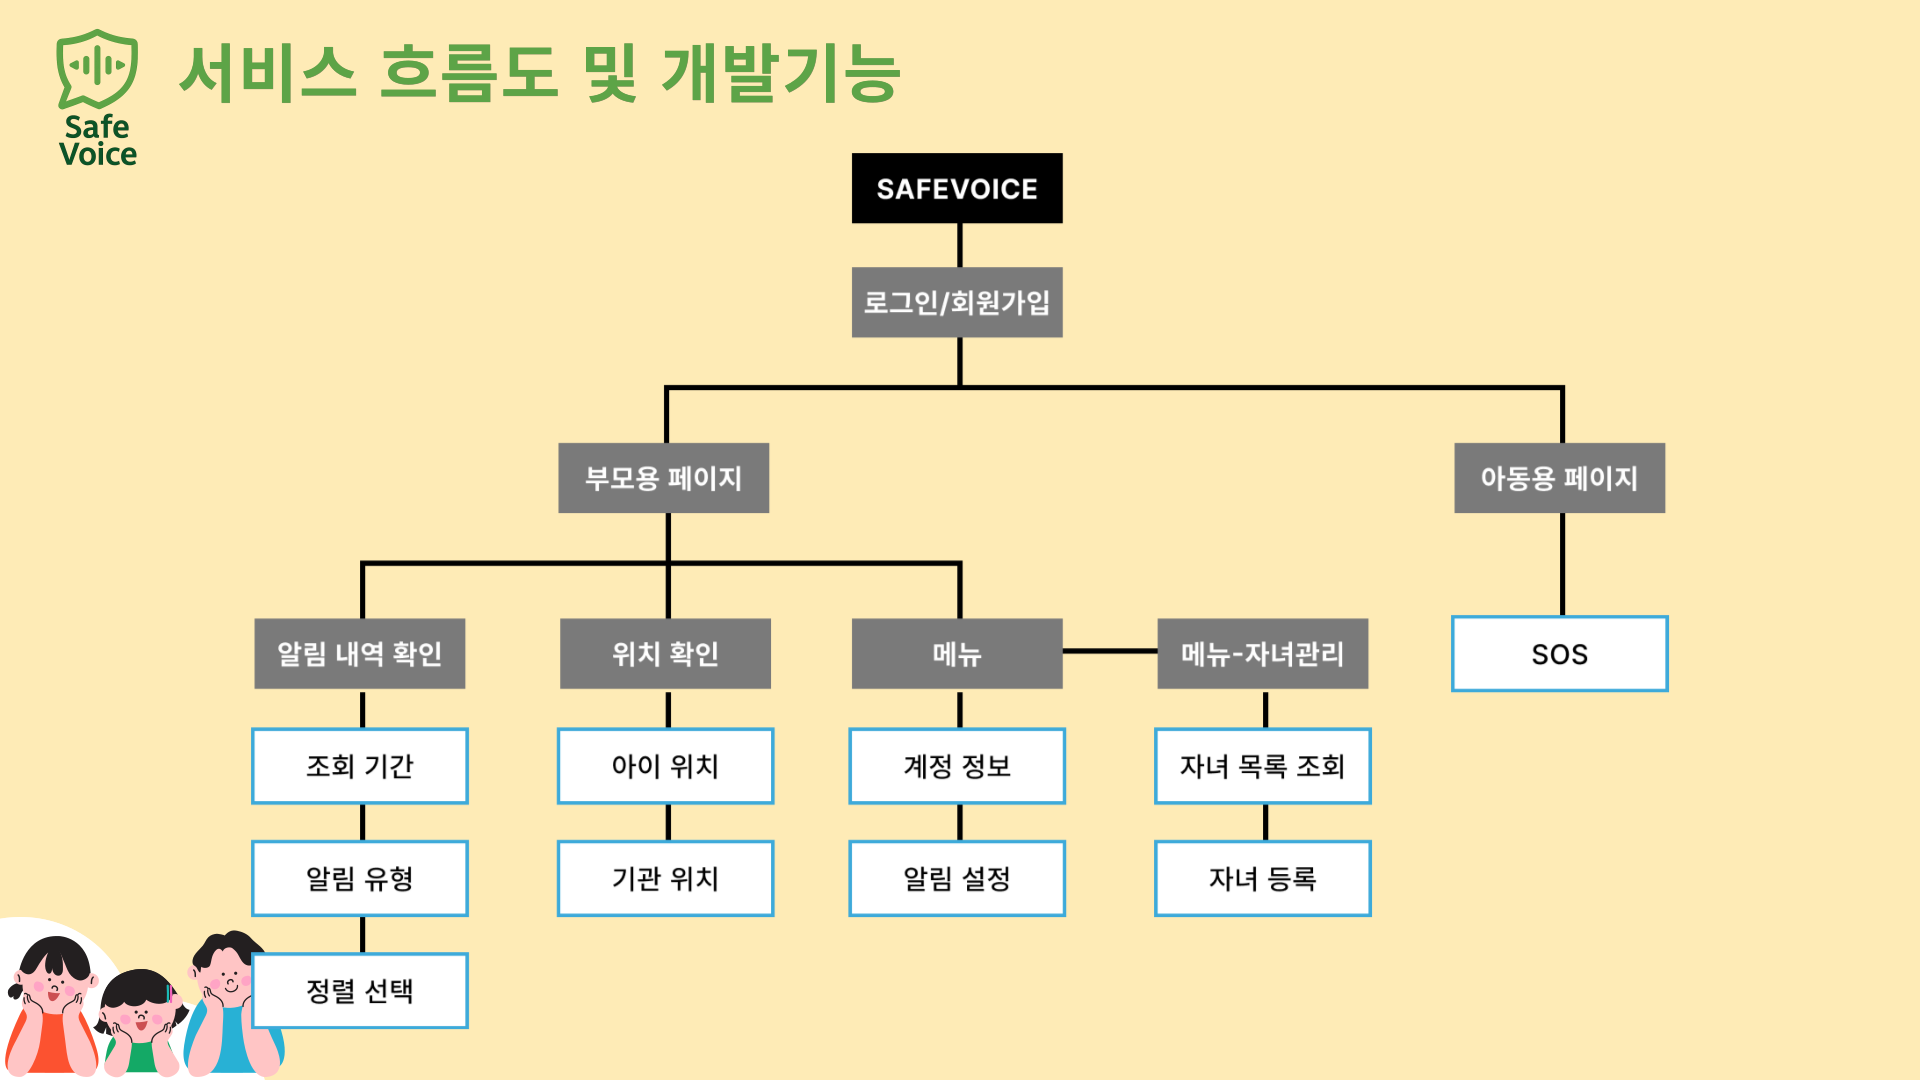 서비스 흐름도 및 개발기능
Safe
Voice
SAFEVOICE
로그인/회원가입
부모용 페이지
아동용 페이지
알림 내역 확인
위치 확인
메뉴
메뉴-자녀관리
SOS
조회 기간
아이 위치
계정 정보
자녀 목록 조회
알림 유형
기관 위치
알림 설정
자녀 등록
정렬 선택